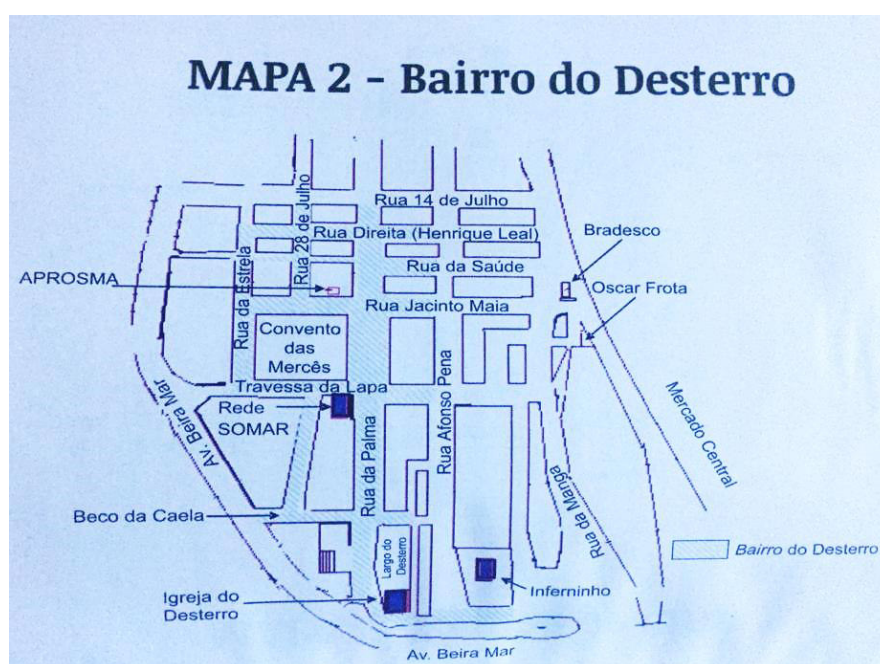 MAPA 2 - Bairro do Desterro
Rua 14 de Julho
Rua 28 de Julho
Rua Direita (Henrique Leal)
Bradesco
Rua da Saúde
APROSMA
Rua da Estrela
Oscar Frota
Rua Jacinto Maia
Convento
das
Mercês
Travessa da Lapa
Av. Beira Mar
Rede
SOMAR
Rua da Palma
Rua Afonso Pena
Mercado Central
Beco da Caela
Rua da Manga
Largo do
Desterro
Bairro do Desterro
Igreja do
Desterro
Inferninho
Av. Beira Mar